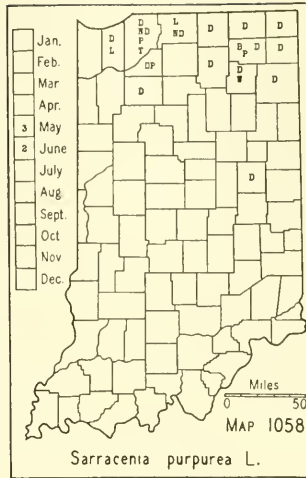 Jan.
Feb.
Mar
Apr.
3 May
2 June
July
Aug
Sept.
Oct
Nov
Dec.
D L
D ND P T
L ND
D
D
D
DP
D
B P D
D
D
D W
D
D
Miles
0 50
MAP 1058
Sarracenia purpurea L.